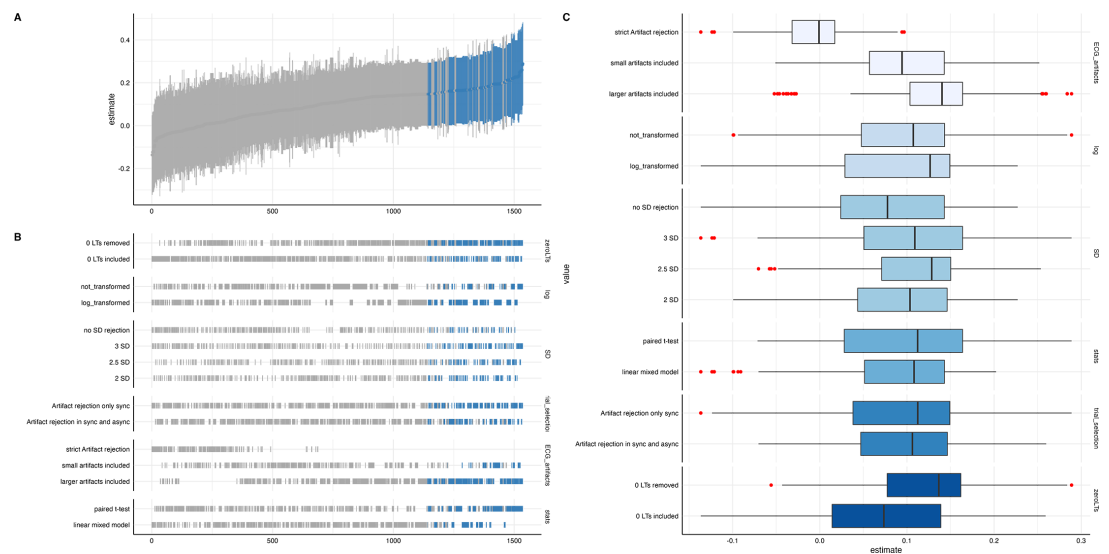 A
estimate
0.4
0.2
0.0
-0.2
0
500
1000
1500
B
0 LTs removed
0 LTs included
zeroLTs
not_transformed
log_transformed
log
no SD rejection
3 SD
2.5 SD
2 SD
SD
Artifact rejection only sync
Artifact rejection in sync and async
ial_selection
strict Artifact rejection
small artifacts included
larger artifacts included
ECG_artifacts
paired t-test
linear mixed model
stats
0
500
1000
1500
C
value
strict Artifact rejection
small artifacts included
larger artifacts included
ECG_artifacts
not_transformed
log_transformed
log
no SD rejection
3 SD
2.5 SD
2 SD
SD
paired t-test
linear mixed model
stats
Artifact rejection only sync
Artifact rejection in sync and async
trial_selection
0 LTs removed
0 LTs included
zeroLTs
-0.1
0.0
0.1
0.2
0.3
estimate